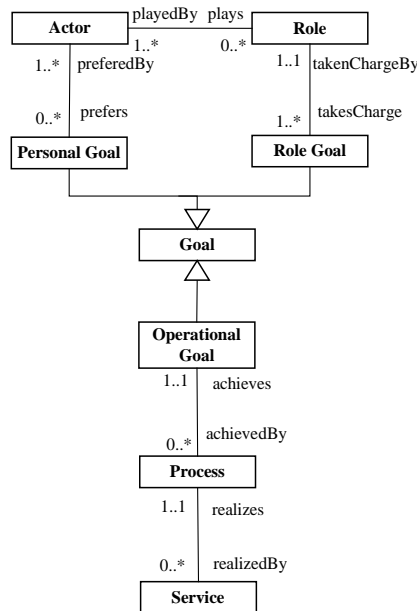 playedBy plays
Actor Role
1..* 0..*
1..* preferedBy 1..1 takenChargeBy
0..* prefers 1..* takesCharge
Personal Goal Role Goal
Goal
Operational
Goal
1..1 achieves
achievedBy
0..*
Process
1..1 realizes
0..* realizedBy
Service